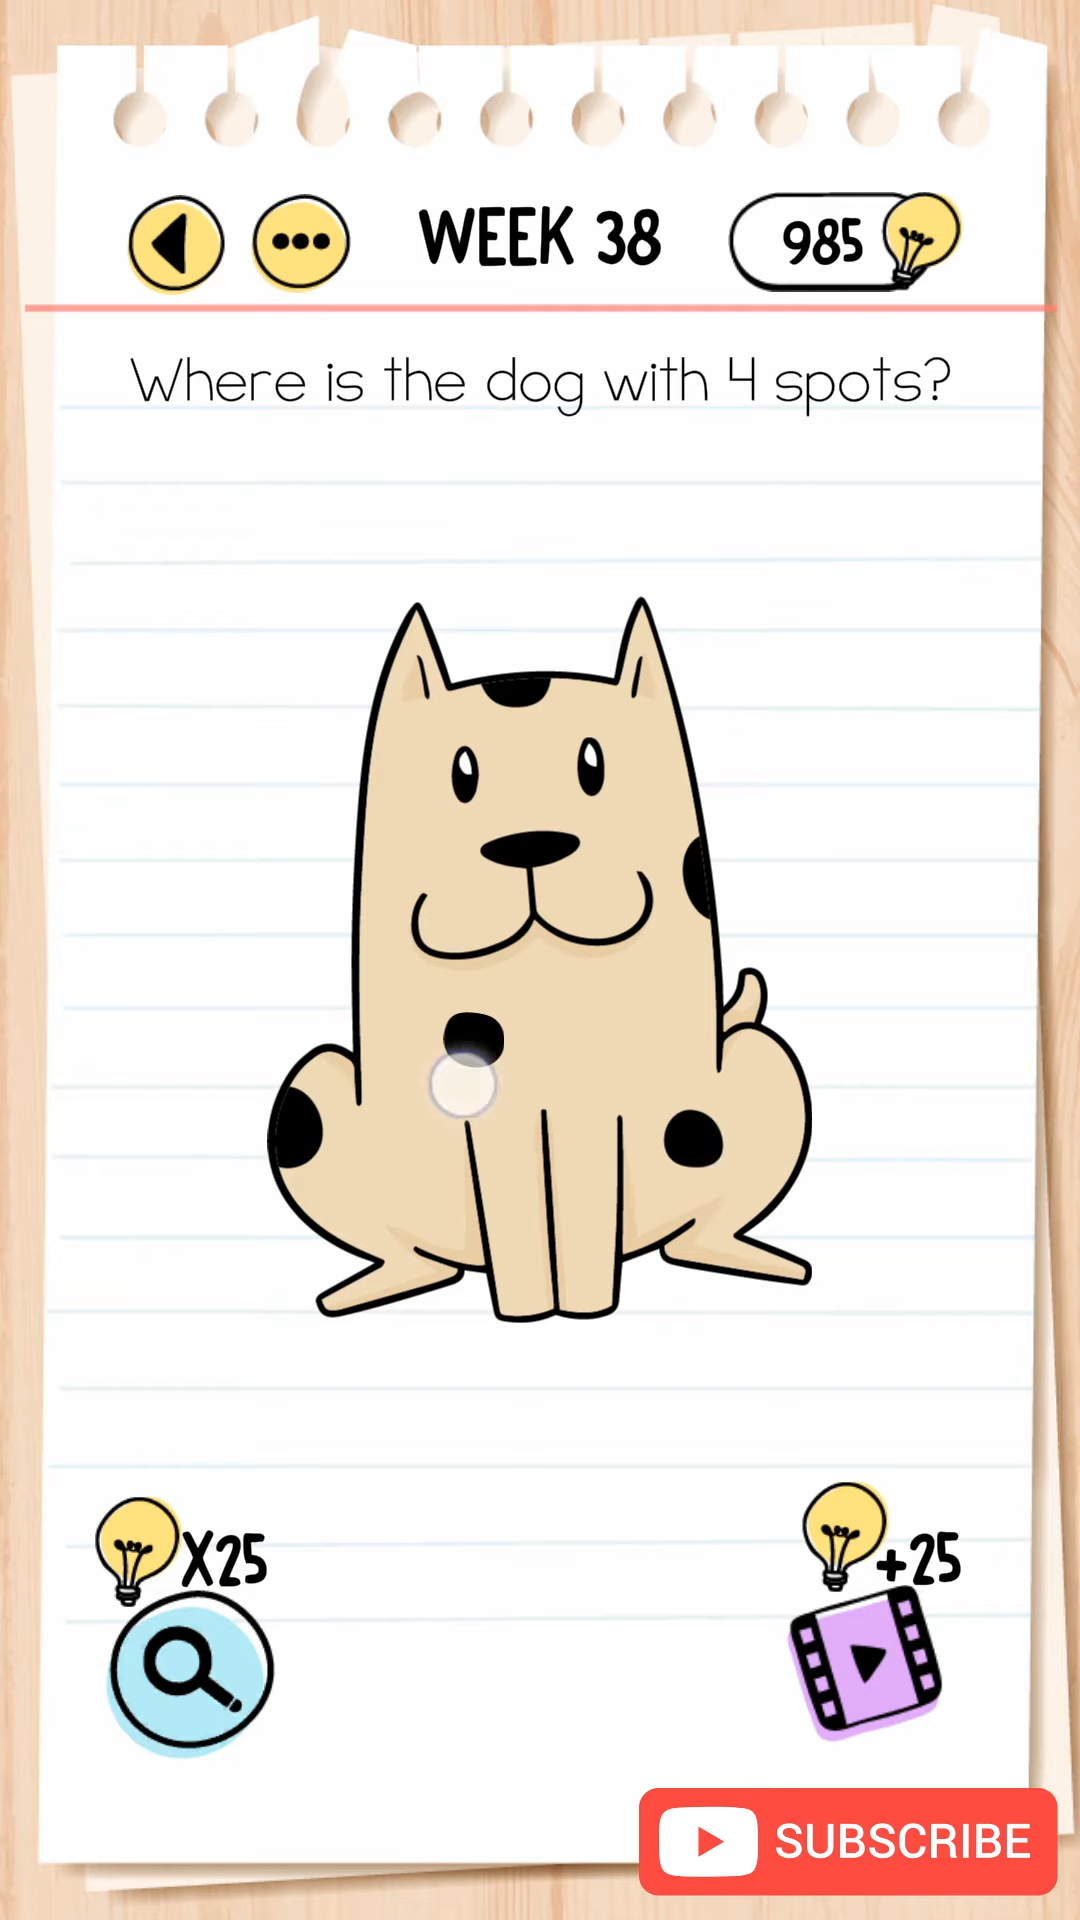 WEEK 38
985
Where is the dog with 4 spots?
X25
+25
SUBSCRIBE